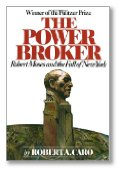 Winner of the Pulitzer Prize
THE
POWER
BROKER
Robert Moses and the Fall of New York
by ROBERT A. CARO